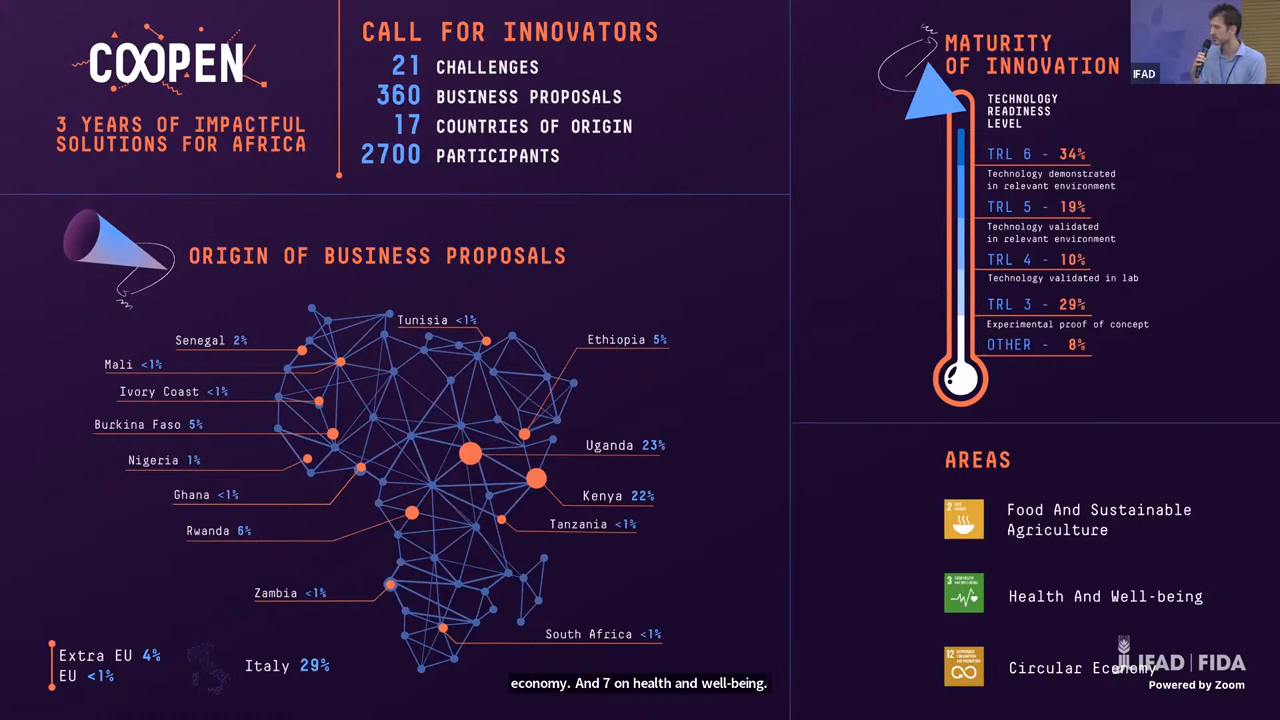 COOPEN
3 YEARS OF IMPACTFUL
SOLUTIONS FOR AFRICA
CALL FOR INNOVATORS
21 CHALLENGES
360 BUSINESS PROPOSALS
17 COUNTRIES OF ORIGIN
2700 PARTICIPANTS
ORIGIN OF BUSINESS PROPOSALS
Tunisia <1%
Senegal 2%
Ethiopia 5%
Mali <1%
Ivory Coast <1%
Burkina Faso 5%
Uganda 23%
Nigeria 1%
Ghana <1%
Kenya 22%
Tanzania <1%
Rwanda 6%
Zambia <1%
South Africa <1%
Extra EU 4%
EU <1%
Italy 29%
economy. And 7 on health and well-being.
MATURITY
OF INNOVATION
IFAD
TECHNOLOGY
READINESS
LEVEL
TRL 6 - 34%
Technology demonstrated
in relevant environment
TRL 5 - 19%
Technology validated
in relevant environment
TRL 4 - 10%
Technology validated in lab
TRL 3 - 29%
Experimental proof of concept
OTHER - 8%
AREAS
2
Food And Sustainable
Agriculture
3
Health And Well-being
12
Circular Economy
IFAD | FIDA
Powered by Zoom